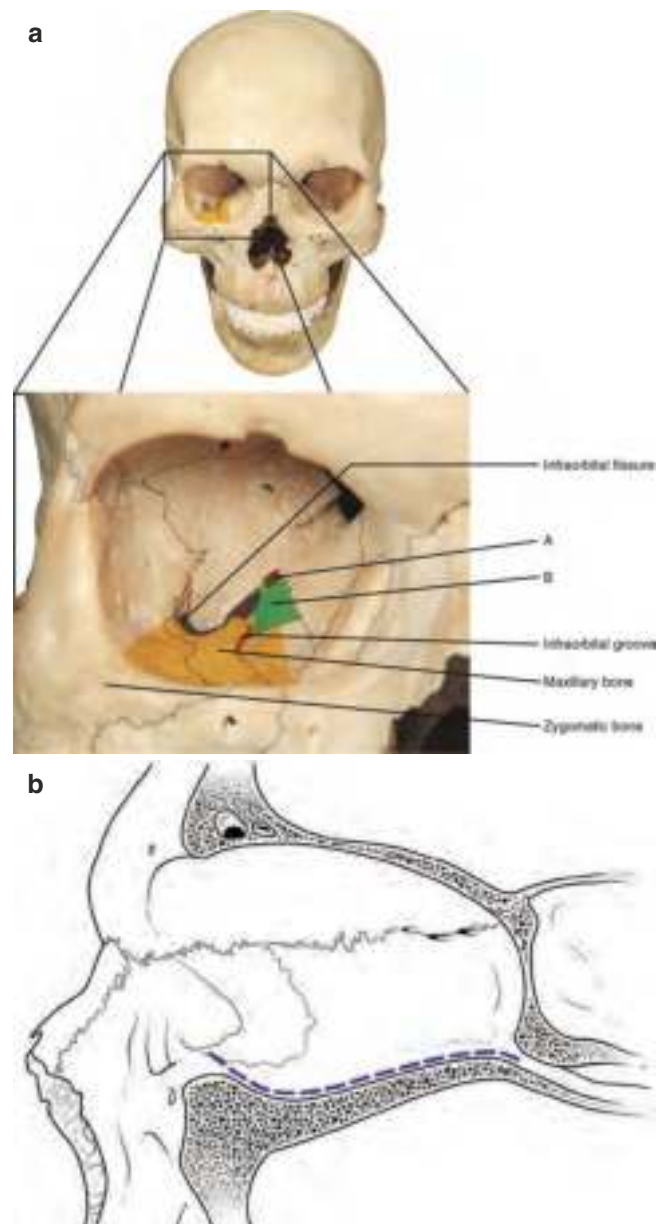 a
Infraorbital fissure
A
B
Infraorbital groove
Maxillary bone
Zygomatic bone
b